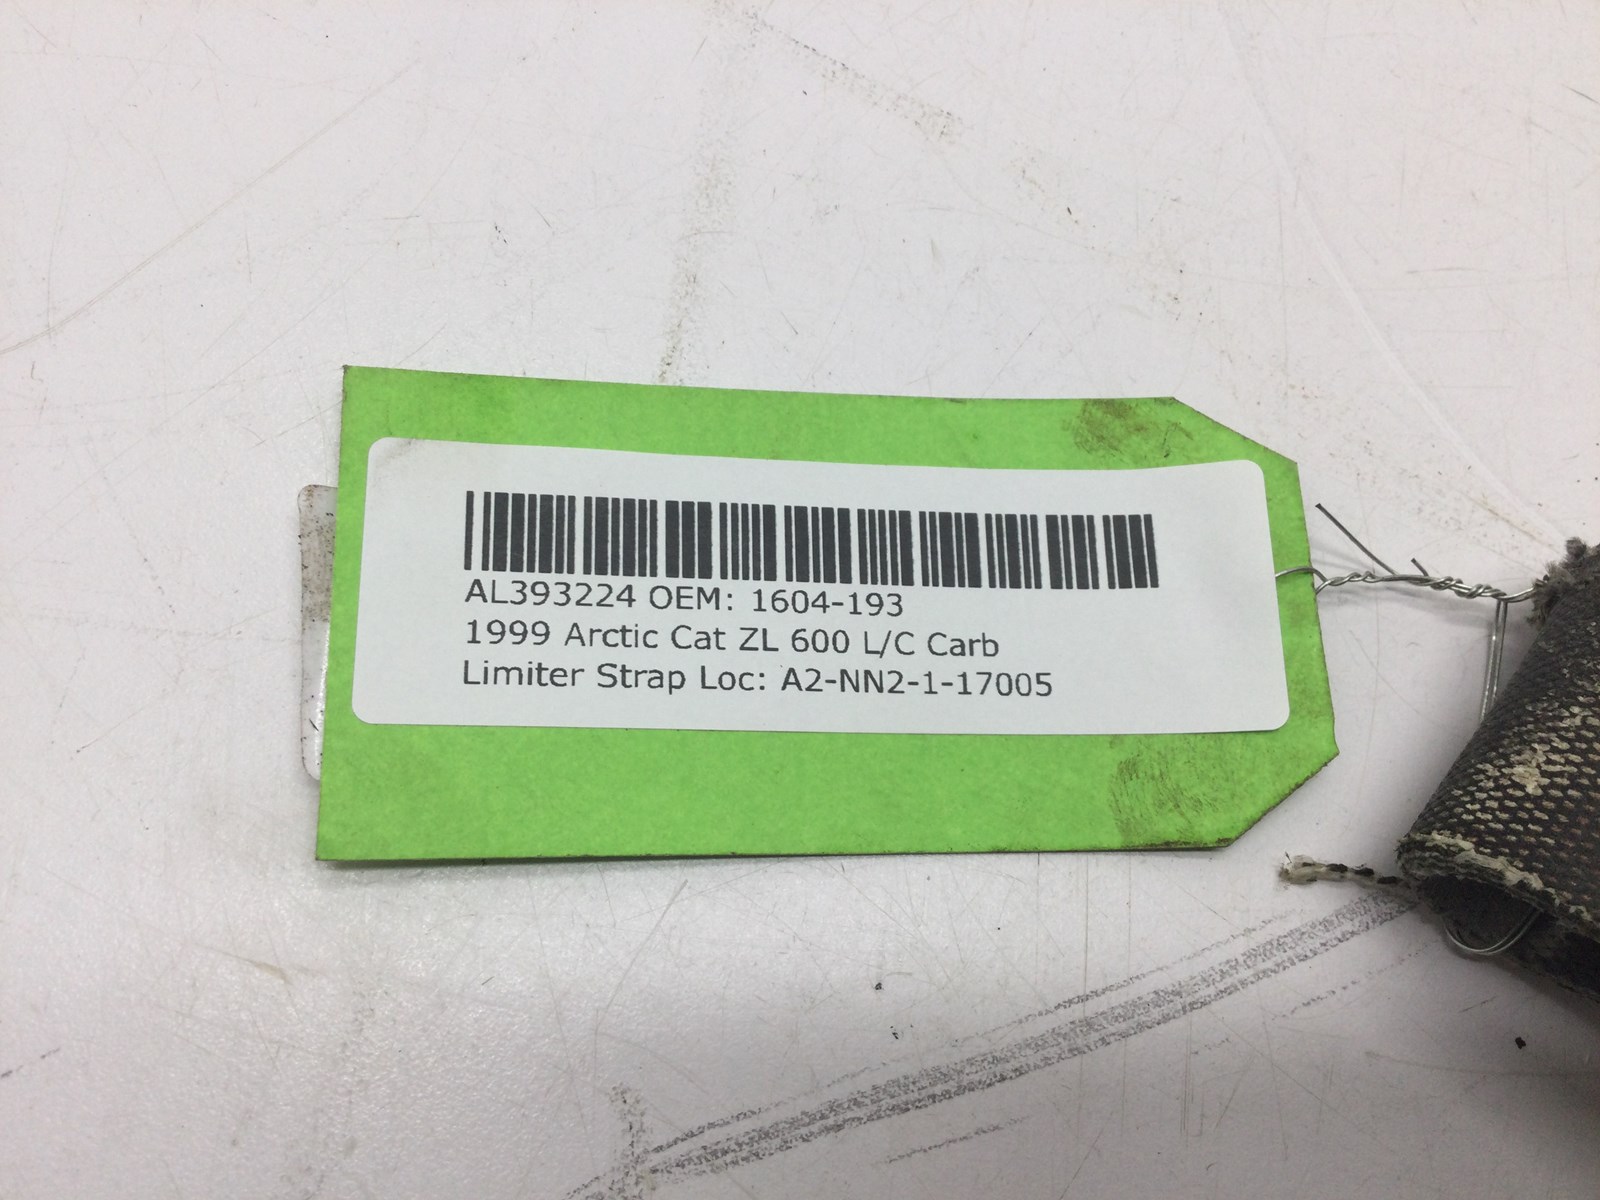 AL393224 OEM: 1604-193
1999 Arctic Cat ZL 600 L/C Carb
Limiter Strap Loc: A2-NN2-1-17005